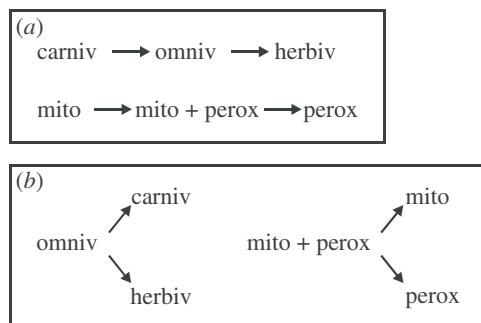 (a)
carniv omniv herbiv
mito mito + perox perox
(b)
carniv
omniv
herbiv
mito
mito + perox
perox